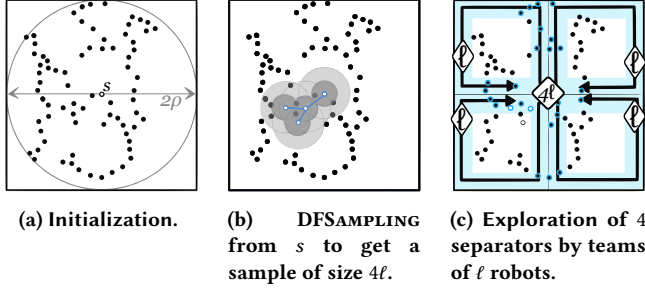 s
2ρ
ℓ
ℓ
4ℓ
ℓ
ℓ
(a) Initialization.
(b) DFSAMPLING
from s to get a
sample of size 4ℓ.
(c) Exploration of 4
separators by teams
of ℓ robots.